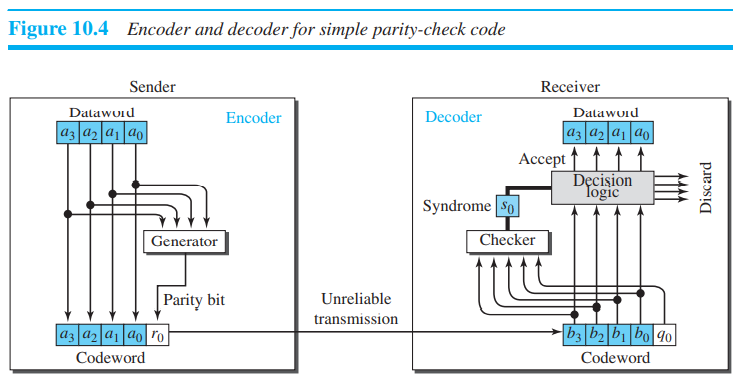 Figure 10.4 Encoder and decoder for simple parity-check code
Sender
Receiver
Encoder
Dataword
a3 a2 a1 a0
Generator
Parity bit
a3 a2 a1 a0 r0
Codeword
Unreliable
transmission
Decoder
Dataword
a3 a2 a1 a0
Accept
Decision
logic
Discard
Syndrome s0
Checker
b3 b2 b1 b0 q0
Codeword